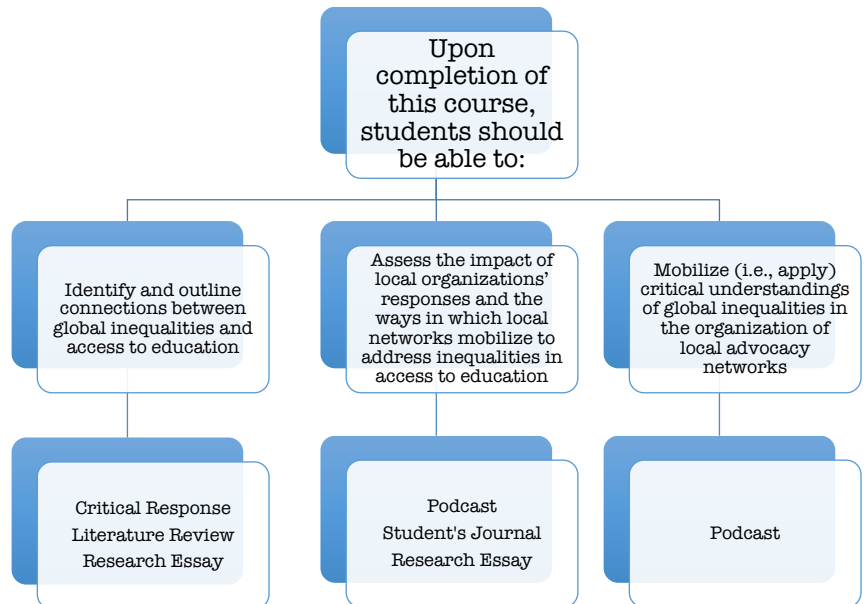 Upon
completion of
this course,
students should
be able to:
Identify and outline
connections between
global inequalities and
access to education
Assess the impact of
local organizations’
responses and the
ways in which local
networks mobilize to
address inequalities in
access to education
Mobilize (i.e., apply)
critical understandings
of global inequalities in
the organization of
local advocacy
networks
Critical Response
Literature Review
Research Essay
Podcast
Student's Journal
Research Essay
Podcast